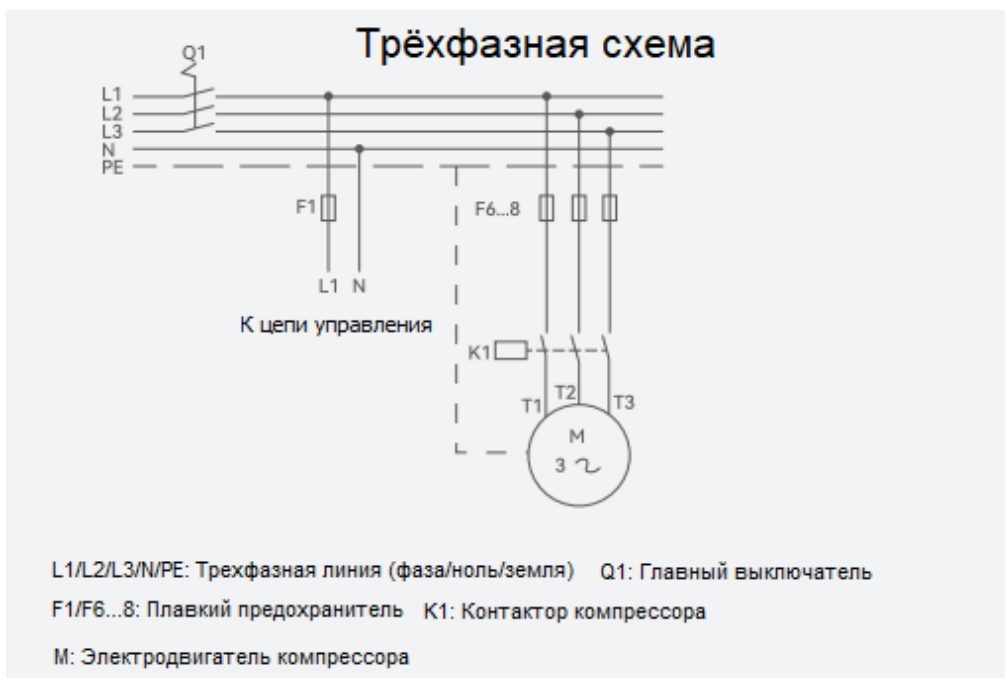 Трёхфазная схема
Q1
L1
L2
L3
N
PE
F1
F6...8
L1 N
К цепи управления
K1
T1
T2
T3
M
3
L1/L2/L3/N/PE: Трехфазная линия (фаза/ноль/земля) Q1: Главный выключатель
F1/F6...8: Плавкий предохранитель K1: Контактор компрессора
M: Электродвигатель компрессора